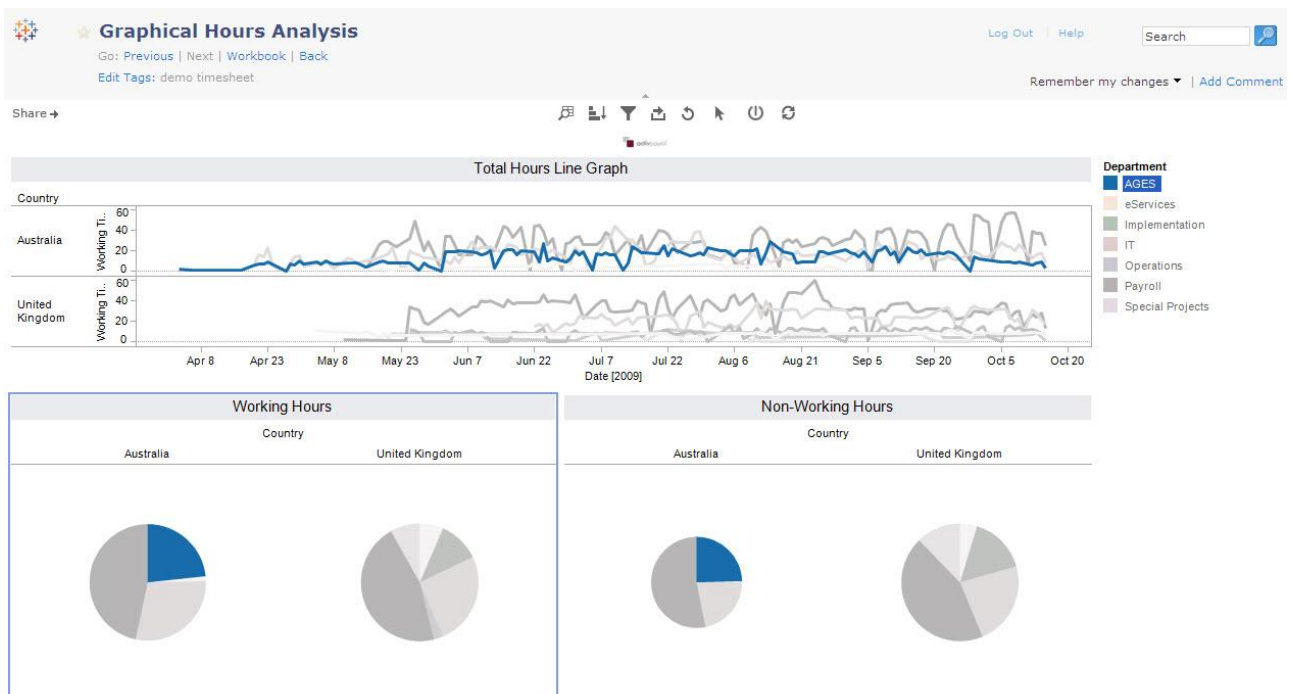 Graphical Hours Analysis
Log Out | Help
Search
Go: Previous | Next | Workbook | Back
Edit Tags: demo timesheet
Remember my changes | Add Comment
Share
Total Hours Line Graph
Country
Australia
Working Ti..
60
40
20
0
United Kingdom
Working Ti..
60
40
20
0
Apr 8 Apr 23 May 8 May 23 Jun 7 Jun 22 Jul 7 Jul 22 Aug 6 Aug 21 Sep 5 Sep 20 Oct 5 Oct 20
Date [2009]
Department
AGES
eServices
Implementation
IT
Operations
Payroll
Special Projects
Working Hours
Country
Australia United Kingdom
Non-Working Hours
Country
Australia United Kingdom